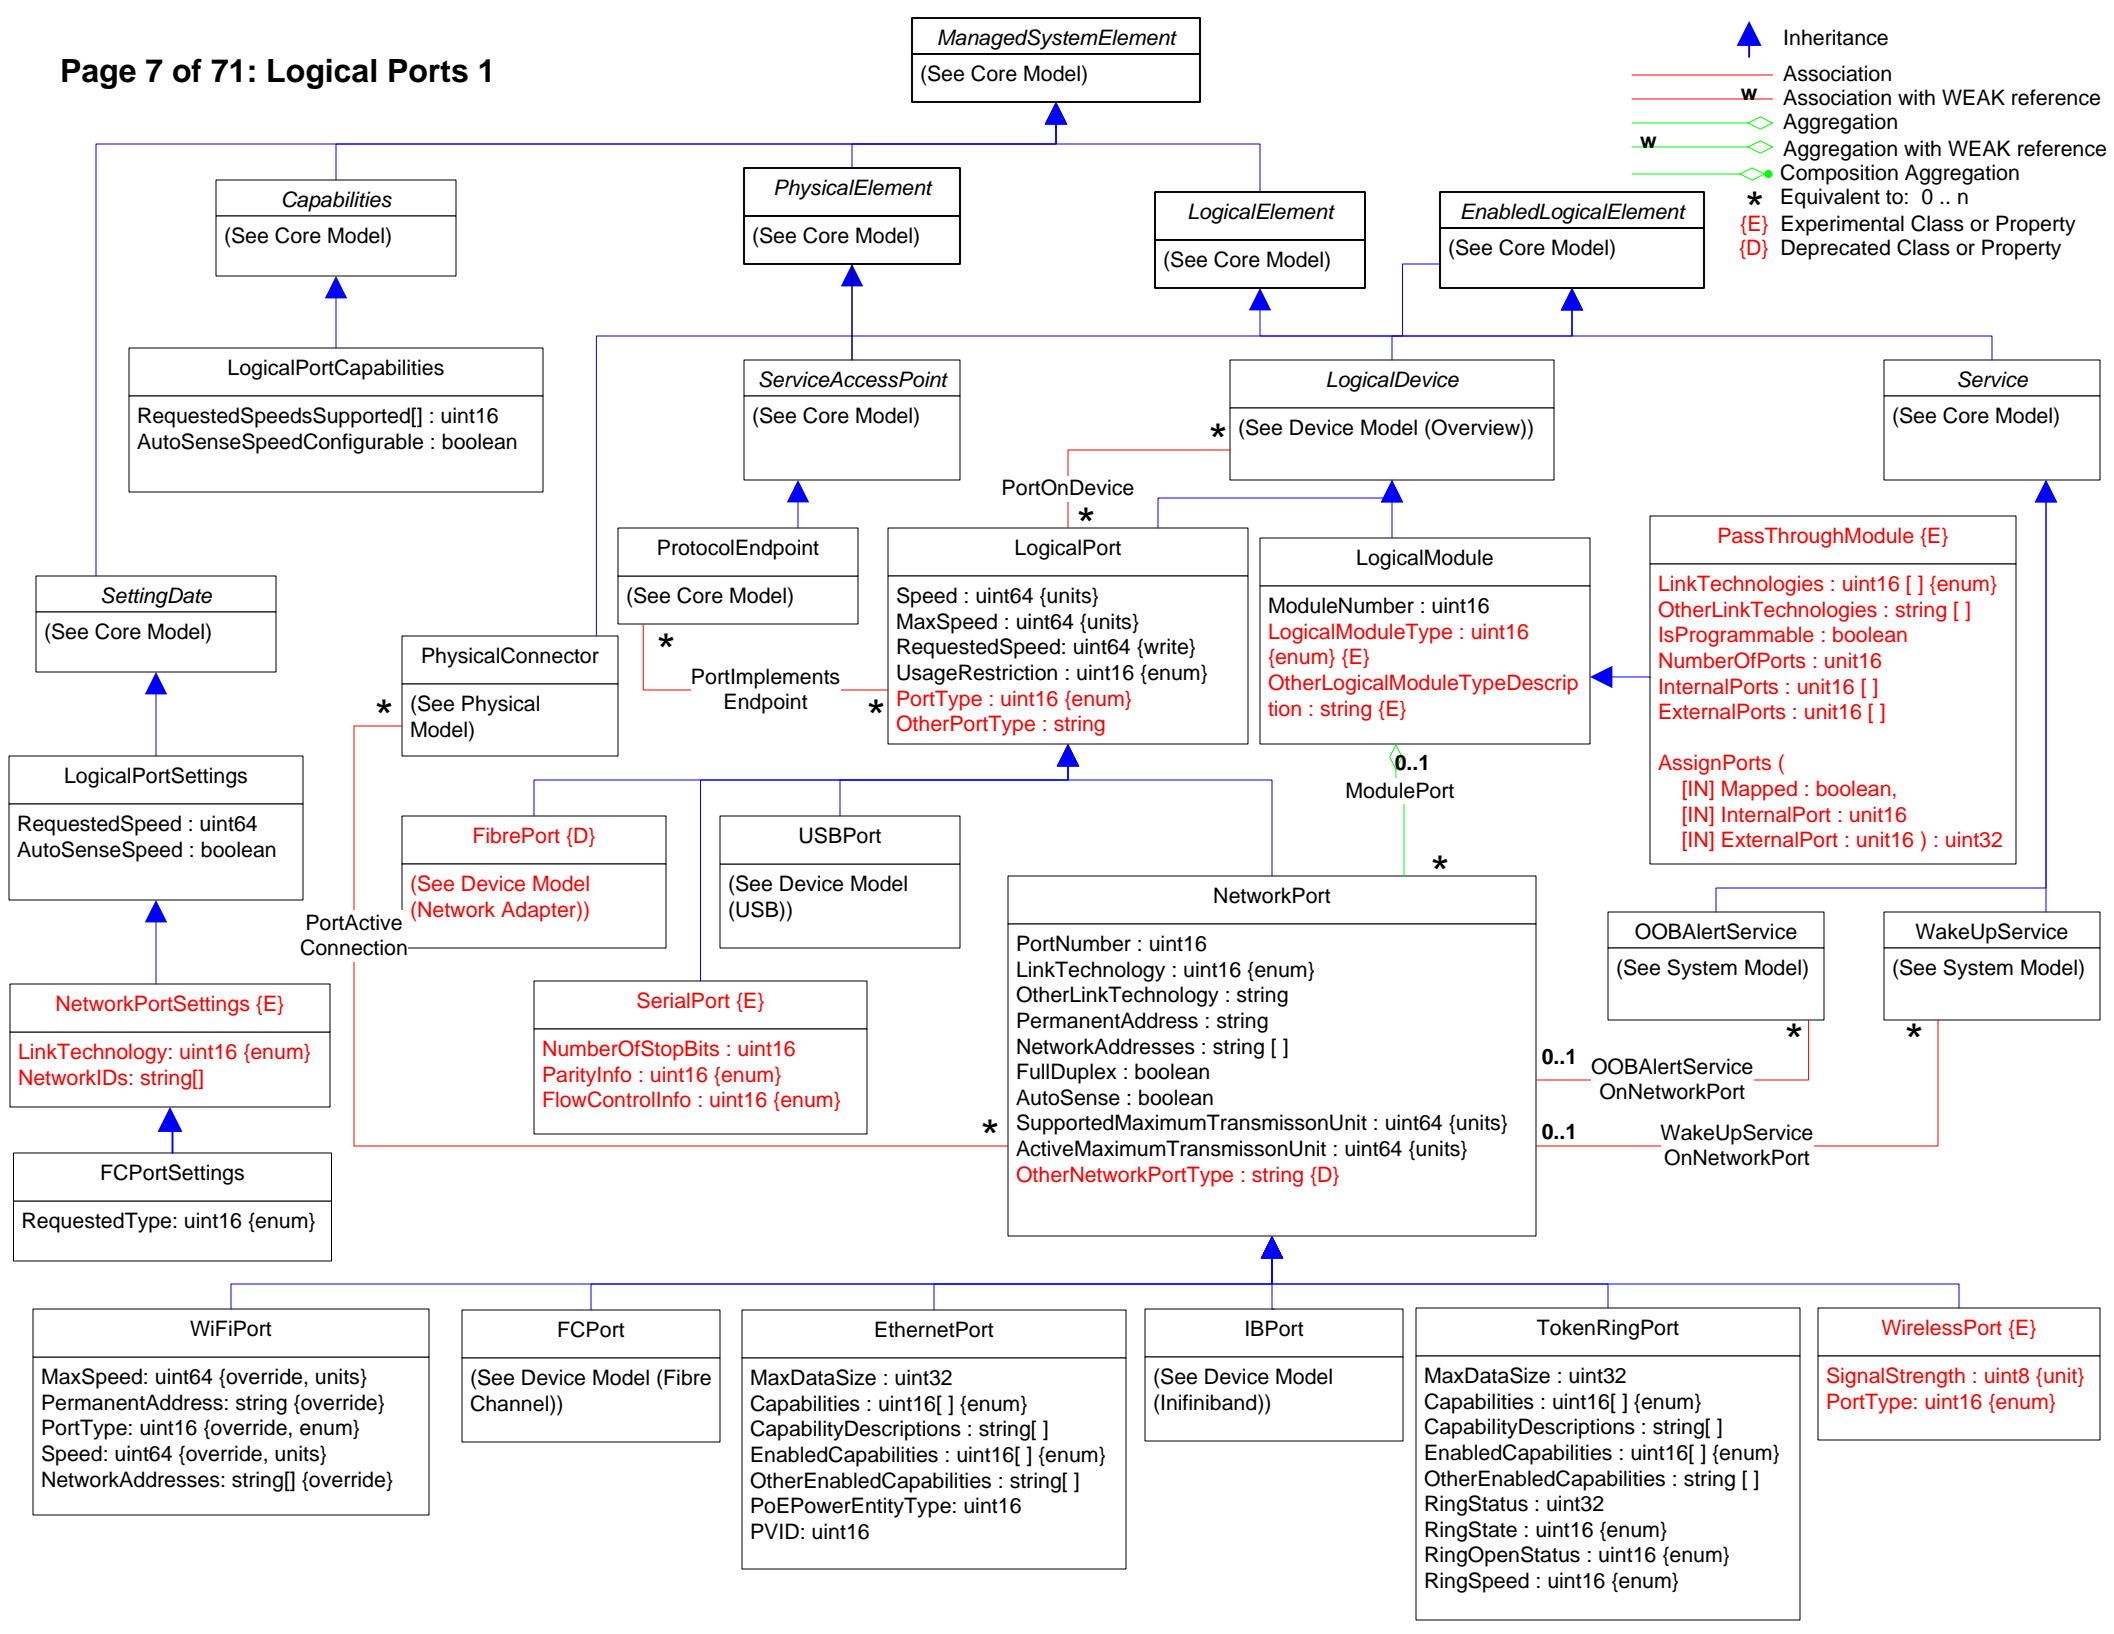 Page 7 of 71: Logical Ports 1
ManagedSystemElement
(See Core Model)
Inheritance
Association
w
Association with WEAK reference
Aggregation
w
Aggregation with WEAK reference
Composition Aggregation
* Equivalent to: 0 .. n
{E} Experimental Class or Property
{D} Deprecated Class or Property
Capabilities
(See Core Model)
PhysicalElement
(See Core Model)
LogicalElement
(See Core Model)
EnabledLogicalElement
(See Core Model)
LogicalPortCapabilities
RequestedSpeedsSupported[] : uint16
AutoSenseSpeedConfigurable : boolean
ServiceAccessPoint
(See Core Model)
LogicalDevice
(See Device Model (Overview))
*
PortOnDevice
*
Service
(See Core Model)
ProtocolEndpoint
(See Core Model)
*
PortImplements
Endpoint
*
LogicalPort
Speed : uint64 {units}
MaxSpeed : uint64 {units}
RequestedSpeed: uint64 {write}
UsageRestriction : uint16 {enum}
PortType : uint16 {enum}
OtherPortType : string
LogicalModule
ModuleNumber : uint16
LogicalModuleType : uint16
{enum} {E}
OtherLogicalModuleTypeDescrip
tion : string {E}
PassThroughModule {E}
LinkTechnologies : uint16 [ ] {enum}
OtherLinkTechnologies : string [ ]
IsProgrammable : boolean
NumberOfPorts : unit16
InternalPorts : unit16 [ ]
ExternalPorts : unit16 [ ]
AssignPorts (
[IN] Mapped : boolean,
[IN] InternalPort : unit16
[IN] ExternalPort : unit16 ) : uint32
SettingDate
(See Core Model)
PhysicalConnector
(See Physical
Model)
*
PortActive
Connection
*
LogicalPortSettings
RequestedSpeed : uint64
AutoSenseSpeed : boolean
0..1
ModulePort
*
FibrePort {D}
(See Device Model
(Network Adapter))
USBPort
(See Device Model
(USB))
NetworkPort
PortNumber : uint16
LinkTechnology : uint16 {enum}
OtherLinkTechnology : string
PermanentAddress : string
NetworkAddresses : string [ ]
FullDuplex : boolean
AutoSense : boolean
SupportedMaximumTransmissonUnit : uint64 {units}
ActiveMaximumTransmissonUnit : uint64 {units}
OtherNetworkPortType : string {D}
OOBAlertService
(See System Model)
*
WakeUpService
(See System Model)
*
0..1
OOBAlertService
OnNetworkPort
0..1
WakeUpService
OnNetworkPort
NetworkPortSettings {E}
LinkTechnology: uint16 {enum}
NetworkIDs: string[]
SerialPort {E}
NumberOfStopBits : uint16
ParityInfo : uint16 {enum}
FlowControlInfo : uint16 {enum}
FCPortSettings
RequestedType: uint16 {enum}
WiFiPort
MaxSpeed: uint64 {override, units}
PermanentAddress: string {override}
PortType: uint16 {override, enum}
Speed: uint64 {override, units}
NetworkAddresses: string[] {override}
FCPort
(See Device Model (Fibre
Channel))
EthernetPort
MaxDataSize : uint32
Capabilities : uint16[ ] {enum}
CapabilityDescriptions : string[ ]
EnabledCapabilities : uint16[ ] {enum}
OtherEnabledCapabilities : string[ ]
PoEPowerEntityType: uint16
PVID: uint16
IBPort
(See Device Model
(Inifiniband))
TokenRingPort
MaxDataSize : uint32
Capabilities : uint16[ ] {enum}
CapabilityDescriptions : string[ ]
EnabledCapabilities : uint16[ ] {enum}
OtherEnabledCapabilities : string [ ]
RingStatus : uint32
RingState : uint16 {enum}
RingOpenStatus : uint16 {enum}
RingSpeed : uint16 {enum}
WirelessPort {E}
SignalStrength : uint8 {unit}
PortType: uint16 {enum}